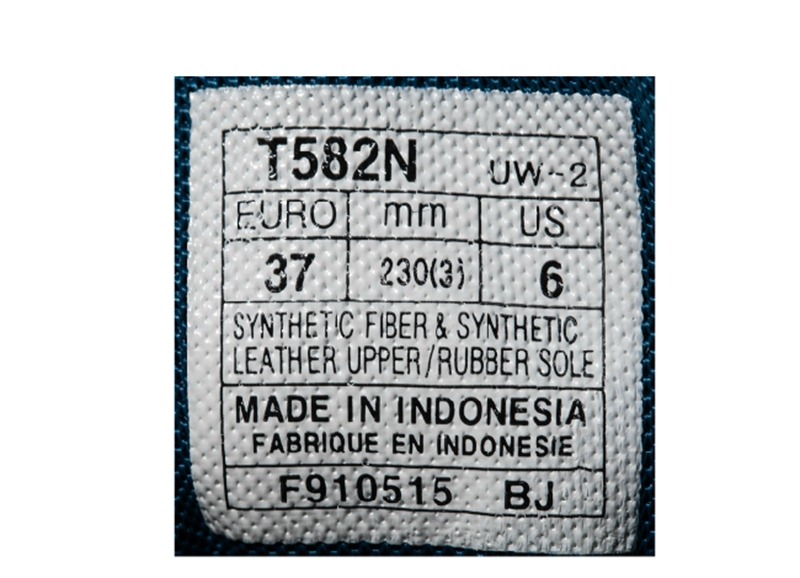 T582N UW-2
EURO mm US
37 230(3) 6
SYNTHETIC FIBER & SYNTHETIC
LEATHER UPPER/RUBBER SOLE
MADE IN INDONESIA
FABRIQUE EN INDONESIE
F910515 BJ